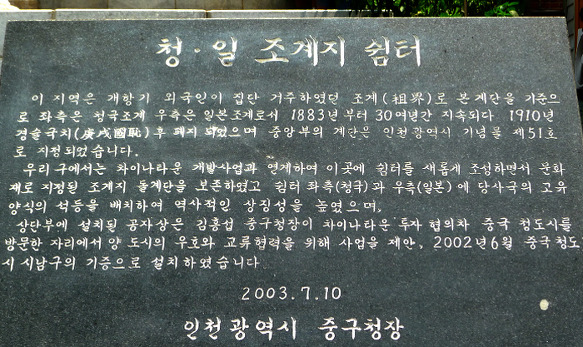 청·일 조계지 쉼터
이 지역은 개항기 외국인이 집단 거주하였던 조계(租界)로 본계단을 기준으
로 좌측은 청국조계 우측은 일본조계로서 1883년부터 30여년간 지속되다 1910년
경술국치(庚戌國恥)후 폐지 되었으며 중앙부의 계단은 인천광역시 기념물 제51호
로 지정되었습니다.
우리 구에서는 차이나타운 개발사업과 연계하여 이곳에 쉼터를 새롭게 조성하면서 문화
재로 지정된 조계지 돌계단을 보존하였고 쉼터 좌측(청국)과 우측(일본)에 당사국의 고유
양식의 석등을 배치하여 역사적인 상징성을 높였으며,
상단부에 설치된 공자상은 김홍섭 중구청장이 차이나타운 투자 협의차 중국 청도시를
방문한 자리에서 양 도시의 우호와 교류협력을 위해 사업을 제안, 2002년6월 중국 청도
시 시남구의 기증으로 설치하였습니다.
2003.7.10
인천광역시 중구청장